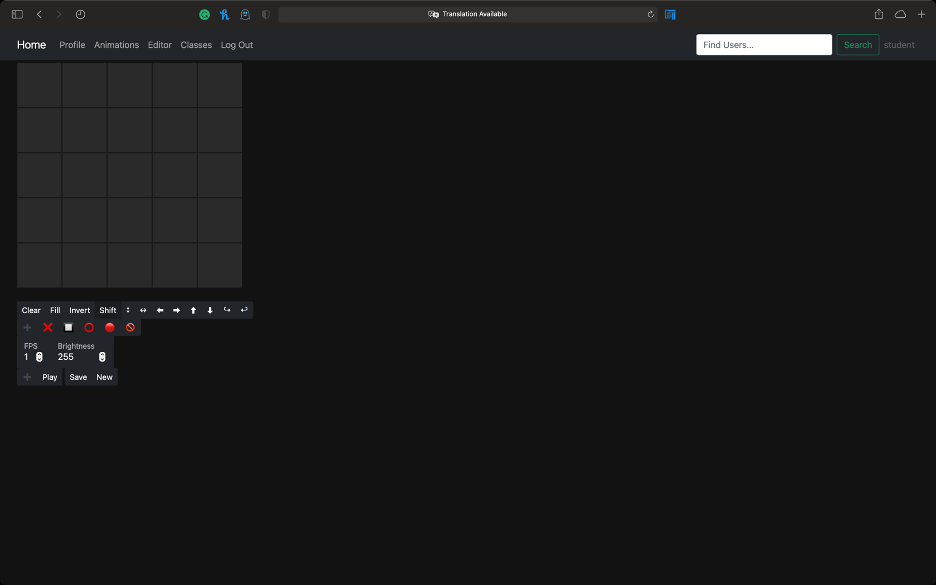 Translation Available
Home Profile Animations Editor Classes Log Out Find Users... Search student
Clear Fill Invert Shift
FPS Brightness
1 255
Play Save New